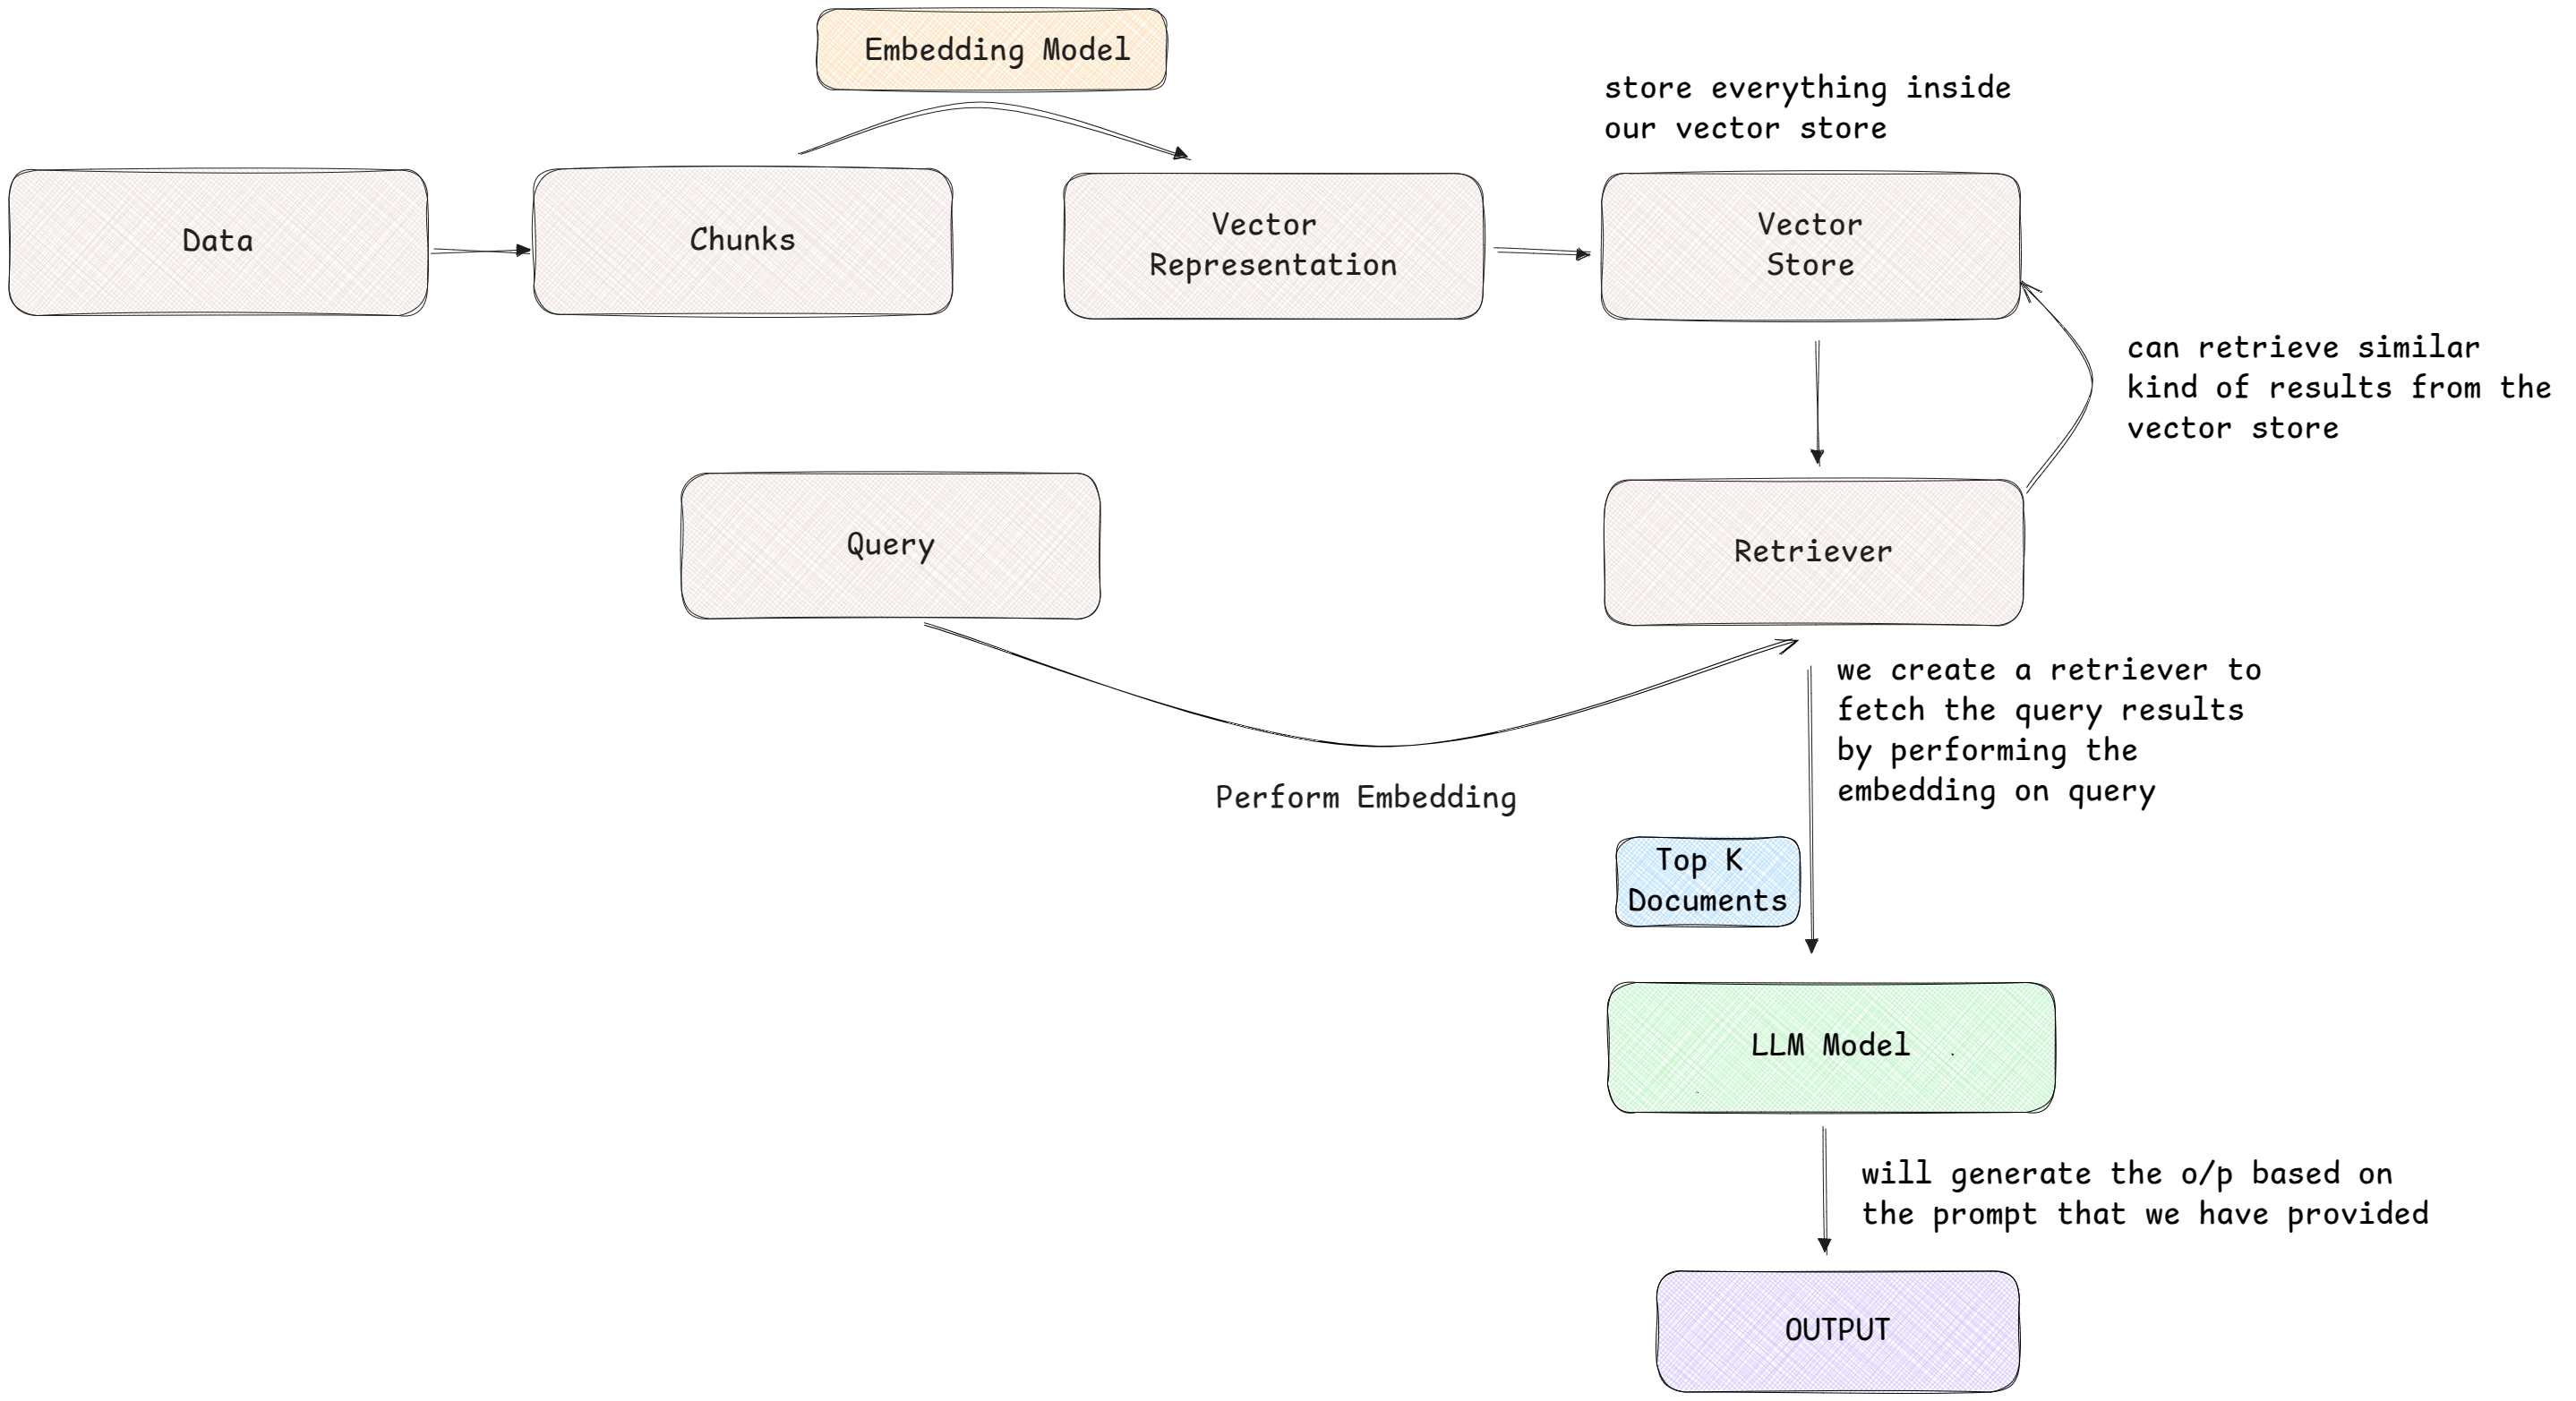 Embedding Model
store everything inside
our vector store
Data
Chunks
Vector
Representation
Vector
Store
can retrieve similar
kind of results from the
vector store
Query
Retriever
we create a retriever to
fetch the query results
by performing the
embedding on query
Perform Embedding
Top K
Documents
LLM Model
will generate the o/p based on
the prompt that we have provided
OUTPUT